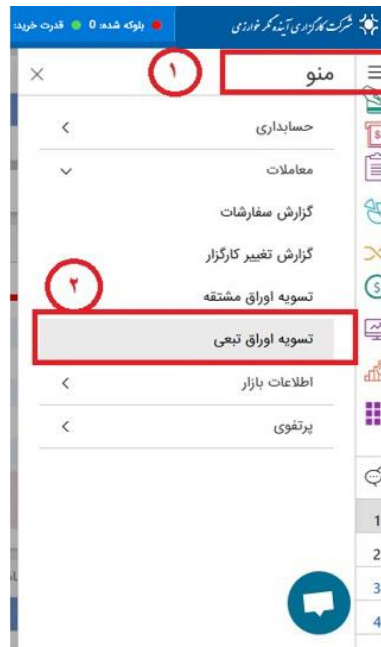 شرکت کارگزاری آینده نگر خوارزمی
بلوکه شده: 0 قدرت خرید:
منو
۱
حسابداری
معاملات
گزارش سفارشات
گزارش تغییر کارگزار
۲
تسویه اوراق مشتقه
تسویه اوراق تبعی
اطلاعات بازار
پرتفوی
1
2
3
4